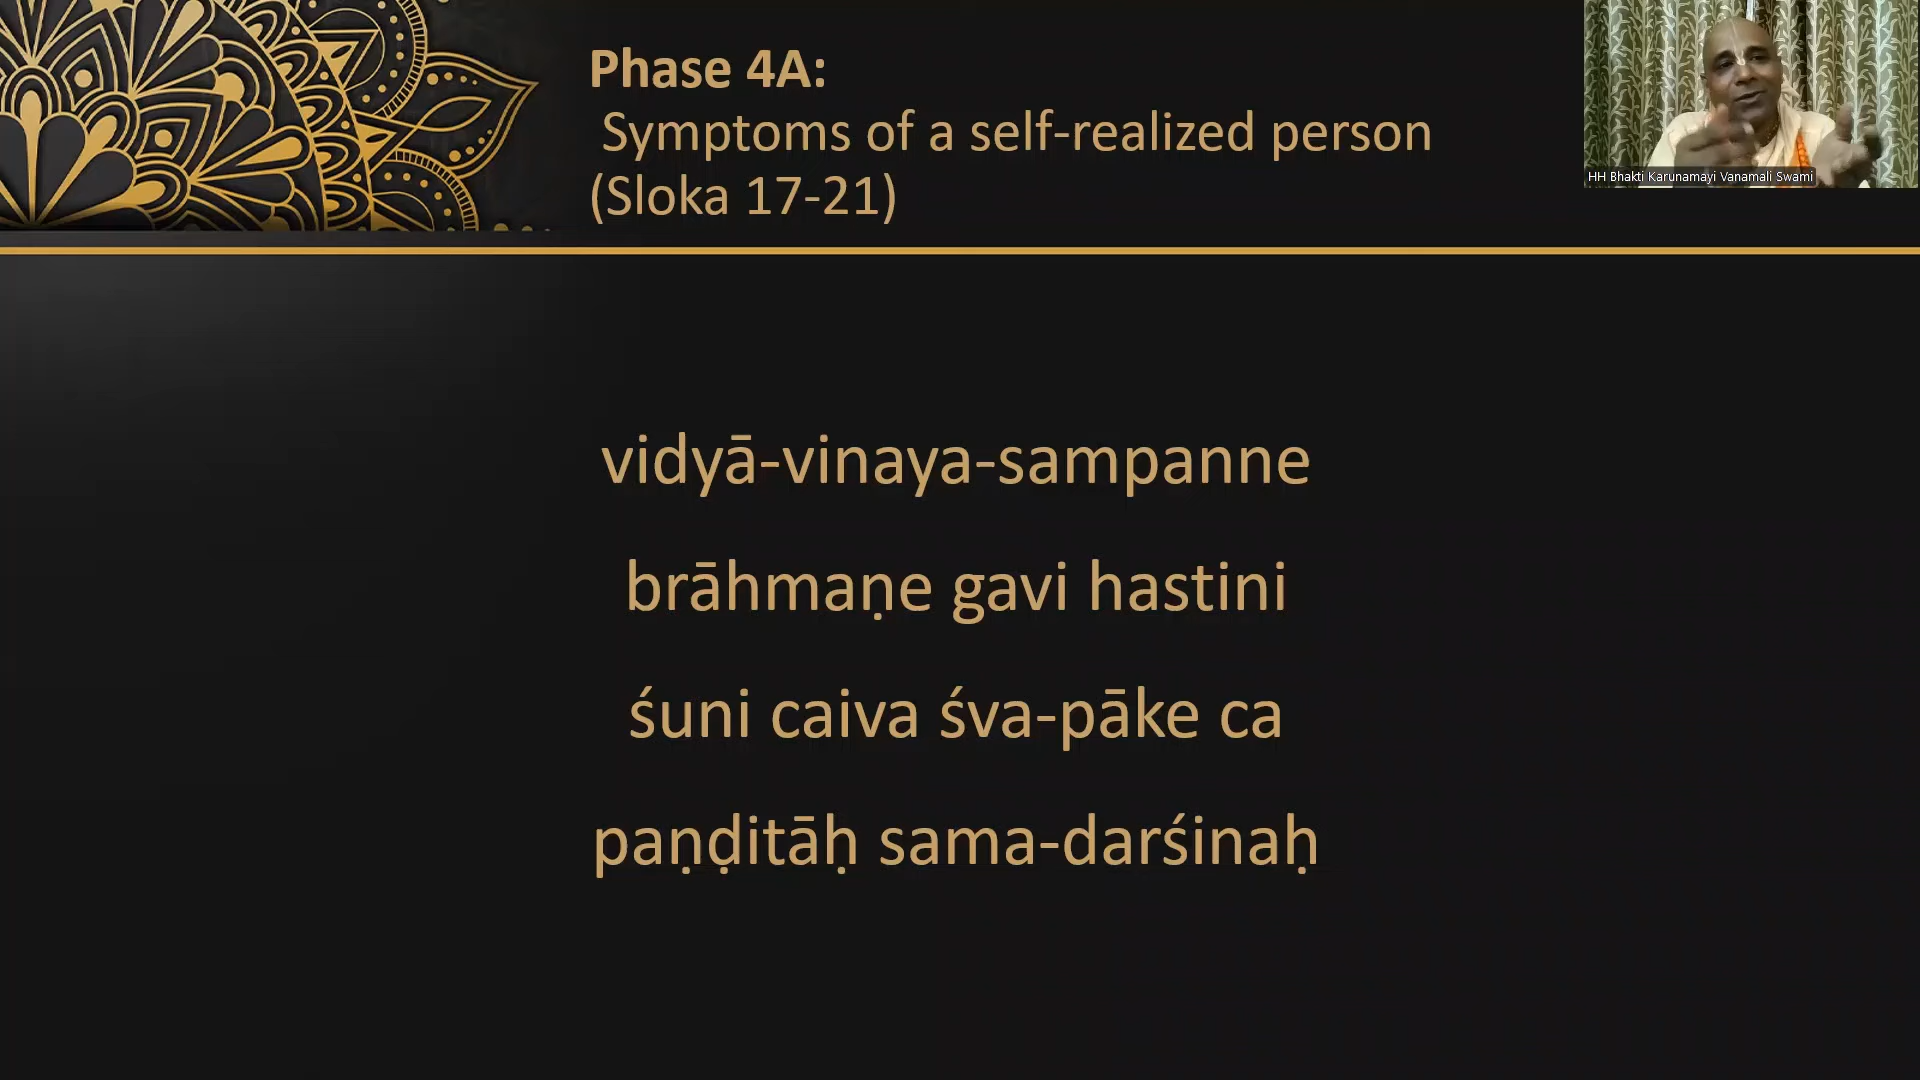 Phase 4A:
Symptoms of a self-realized person
(Sloka 17-21)
HH Bhakti Karunamayi Vanamali Swami
vidyā-vinaya-sampanne
brāhmaṇe gavi hastini
śuni caiva śva-pāke ca
paṇḍitāḥ sama-darśinaḥ